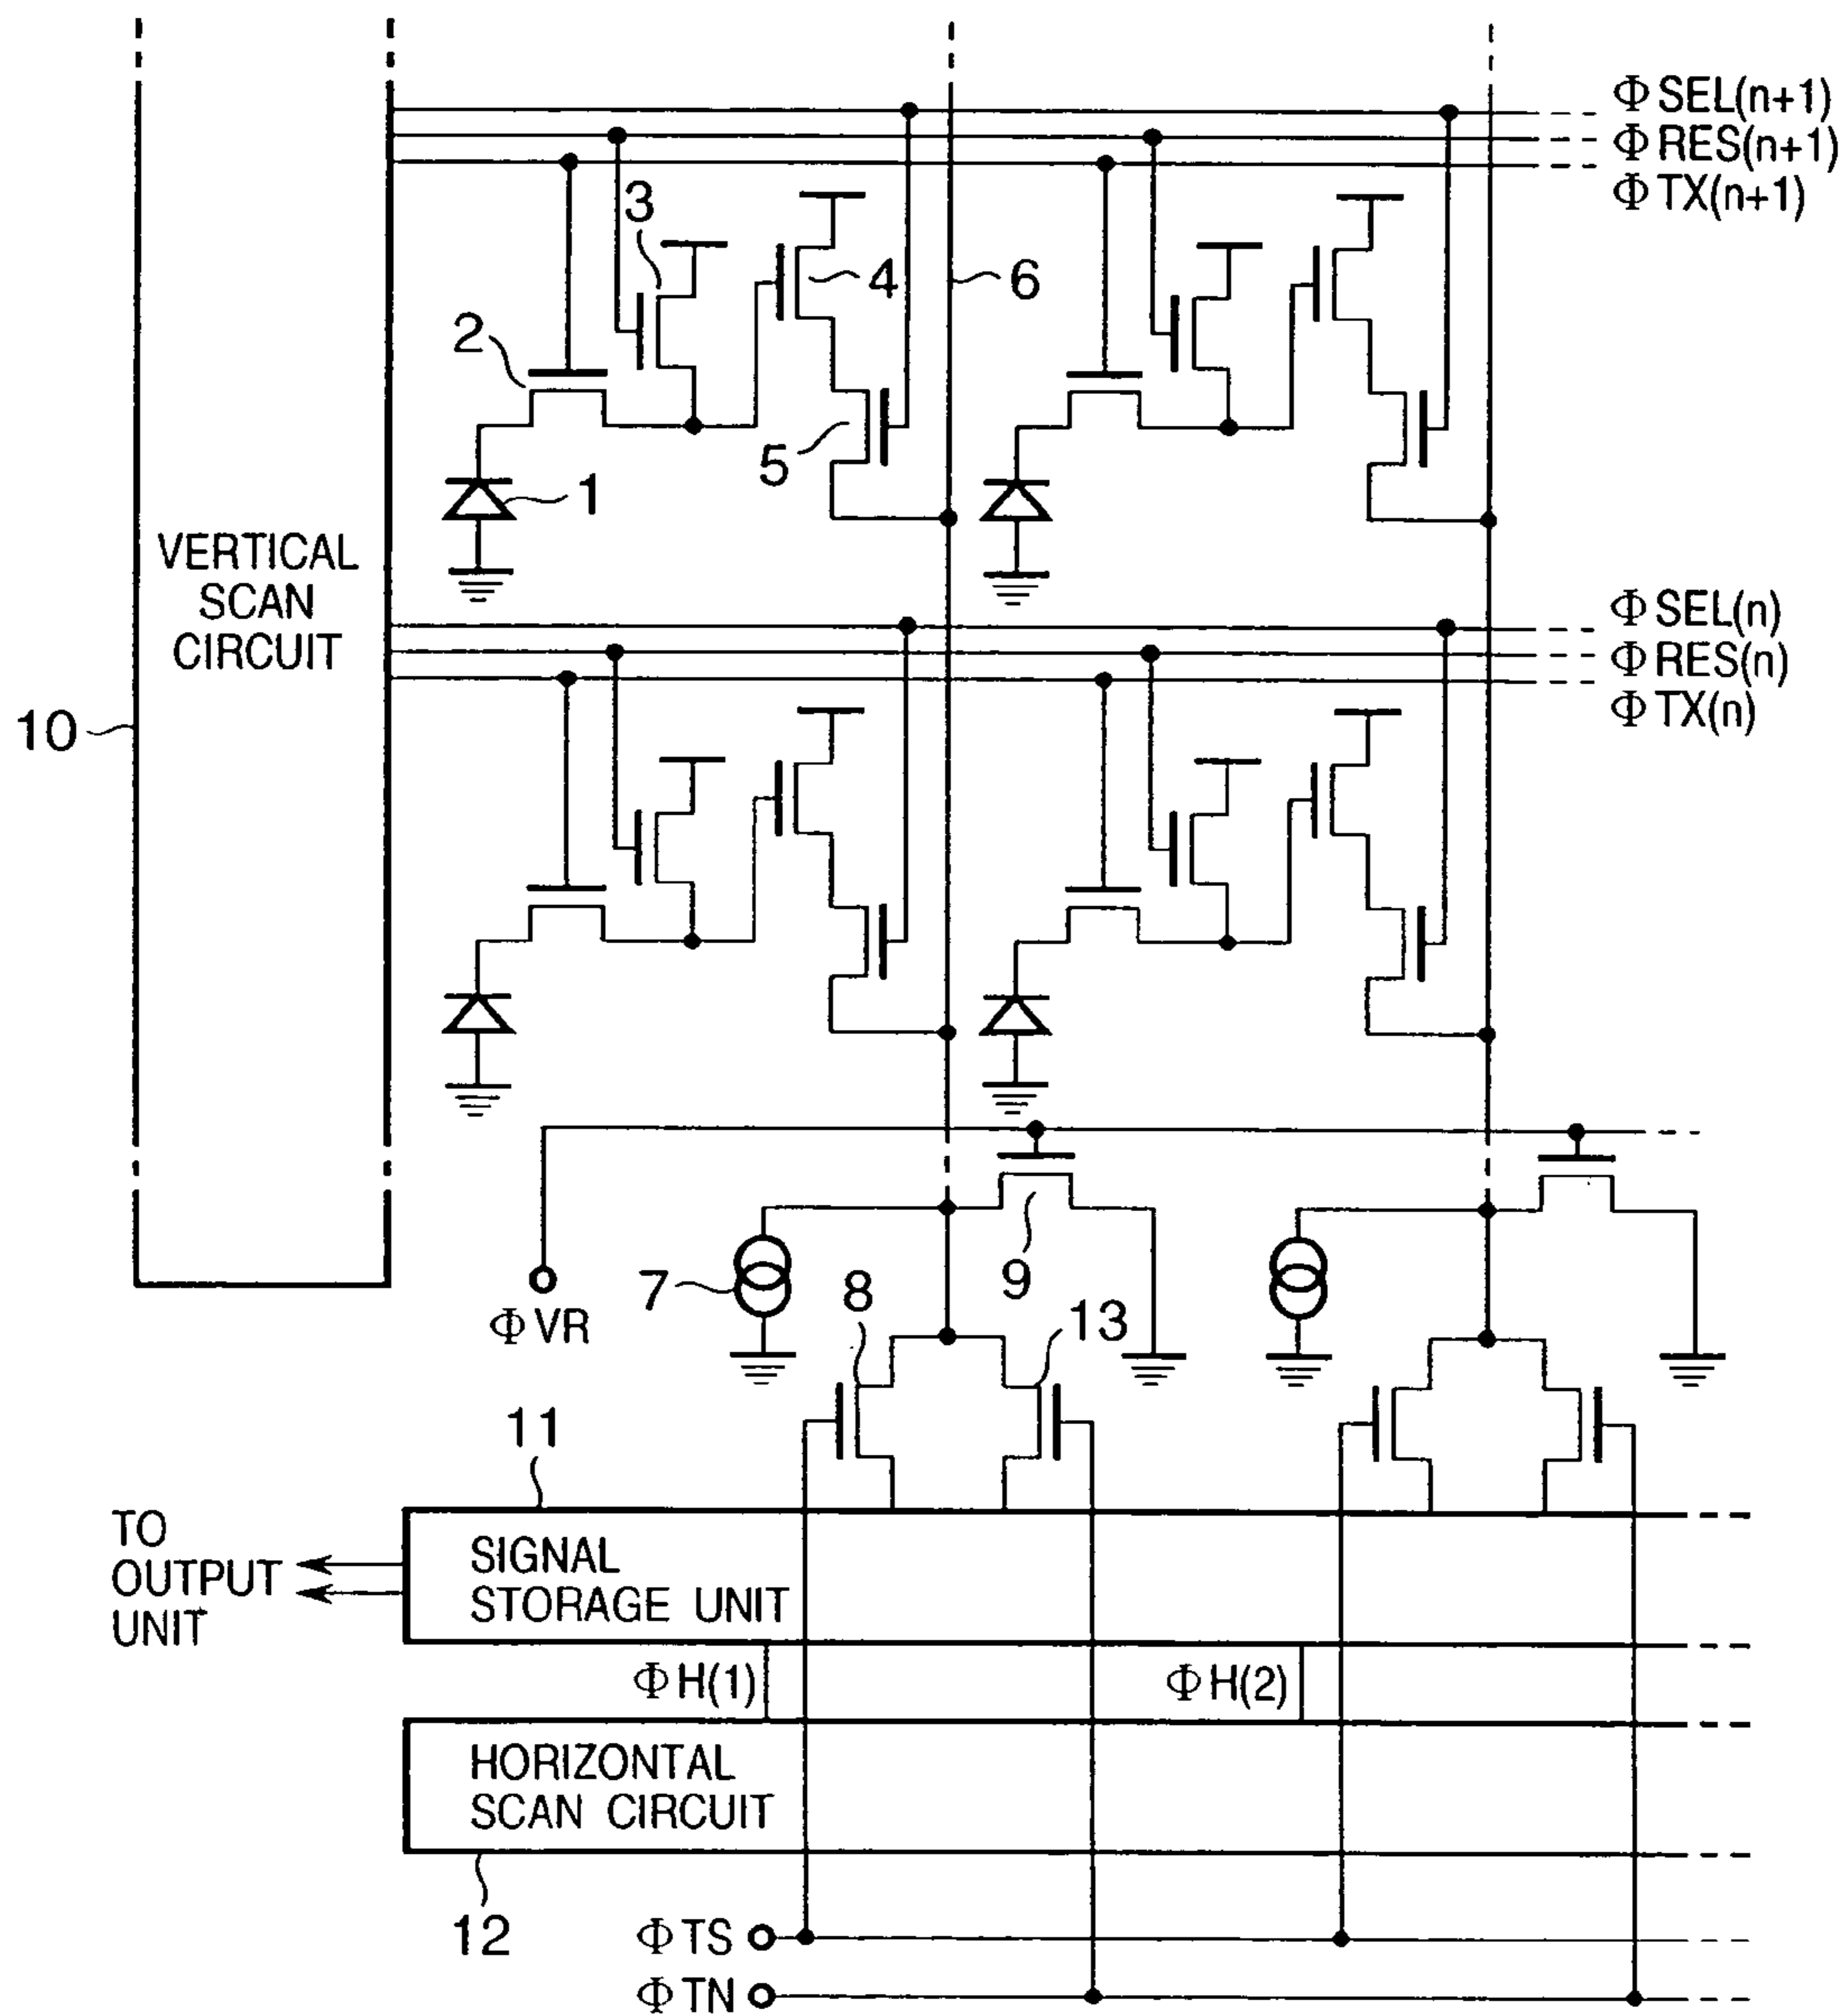 ΦSEL(n+1)
ΦRES(n+1)
ΦTX(n+1)
3
4
6
2
5
1
VERTICAL
SCAN
CIRCUIT
ΦSEL(n)
ΦRES(n)
ΦTX(n)
10
7
8
9
13
ΦVR
11
TO
OUTPUT
UNIT
SIGNAL
STORAGE UNIT
ΦH(1)
ΦH(2)
HORIZONTAL
SCAN CIRCUIT
12
ΦTS
ΦTN